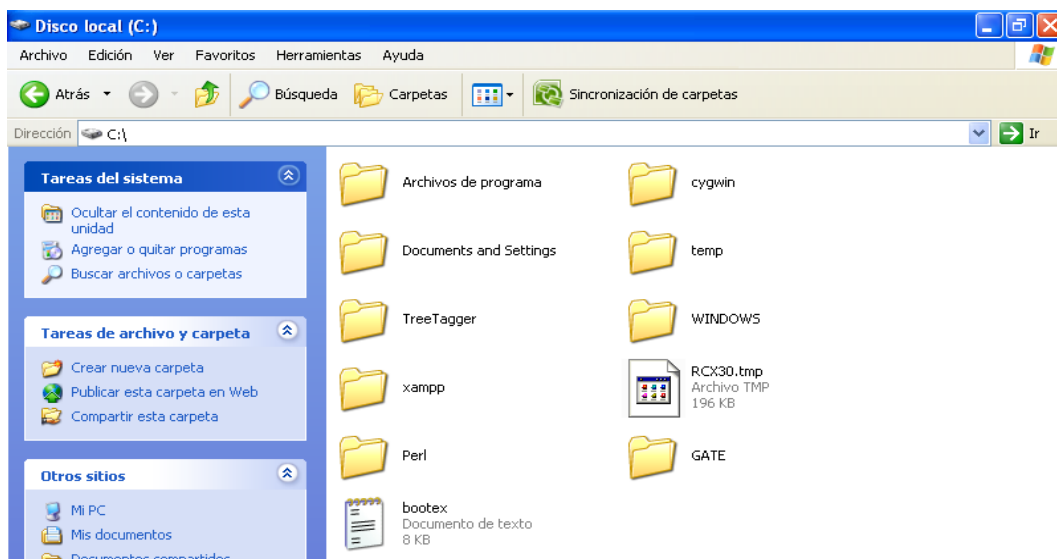 Disco local (C:)
Archivo Edición Ver Favoritos Herramientas Ayuda
Atrás Búsqueda Carpetas Sincronización de carpetas
Dirección C:\ Ir
Tareas del sistema
Ocultar el contenido de esta
unidad
Agregar o quitar programas
Buscar archivos o carpetas
Tareas de archivo y carpeta
Crear nueva carpeta
Publicar esta carpeta en Web
Compartir esta carpeta
Otros sitios
Mi PC
Mis documentos
Documentos compartidos
Archivos de programa
cygwin
Documents and Settings
temp
TreeTagger
WINDOWS
xampp
RCX30.tmp
Archivo TMP
196 KB
Perl
GATE
bootex
Documento de texto
8 KB